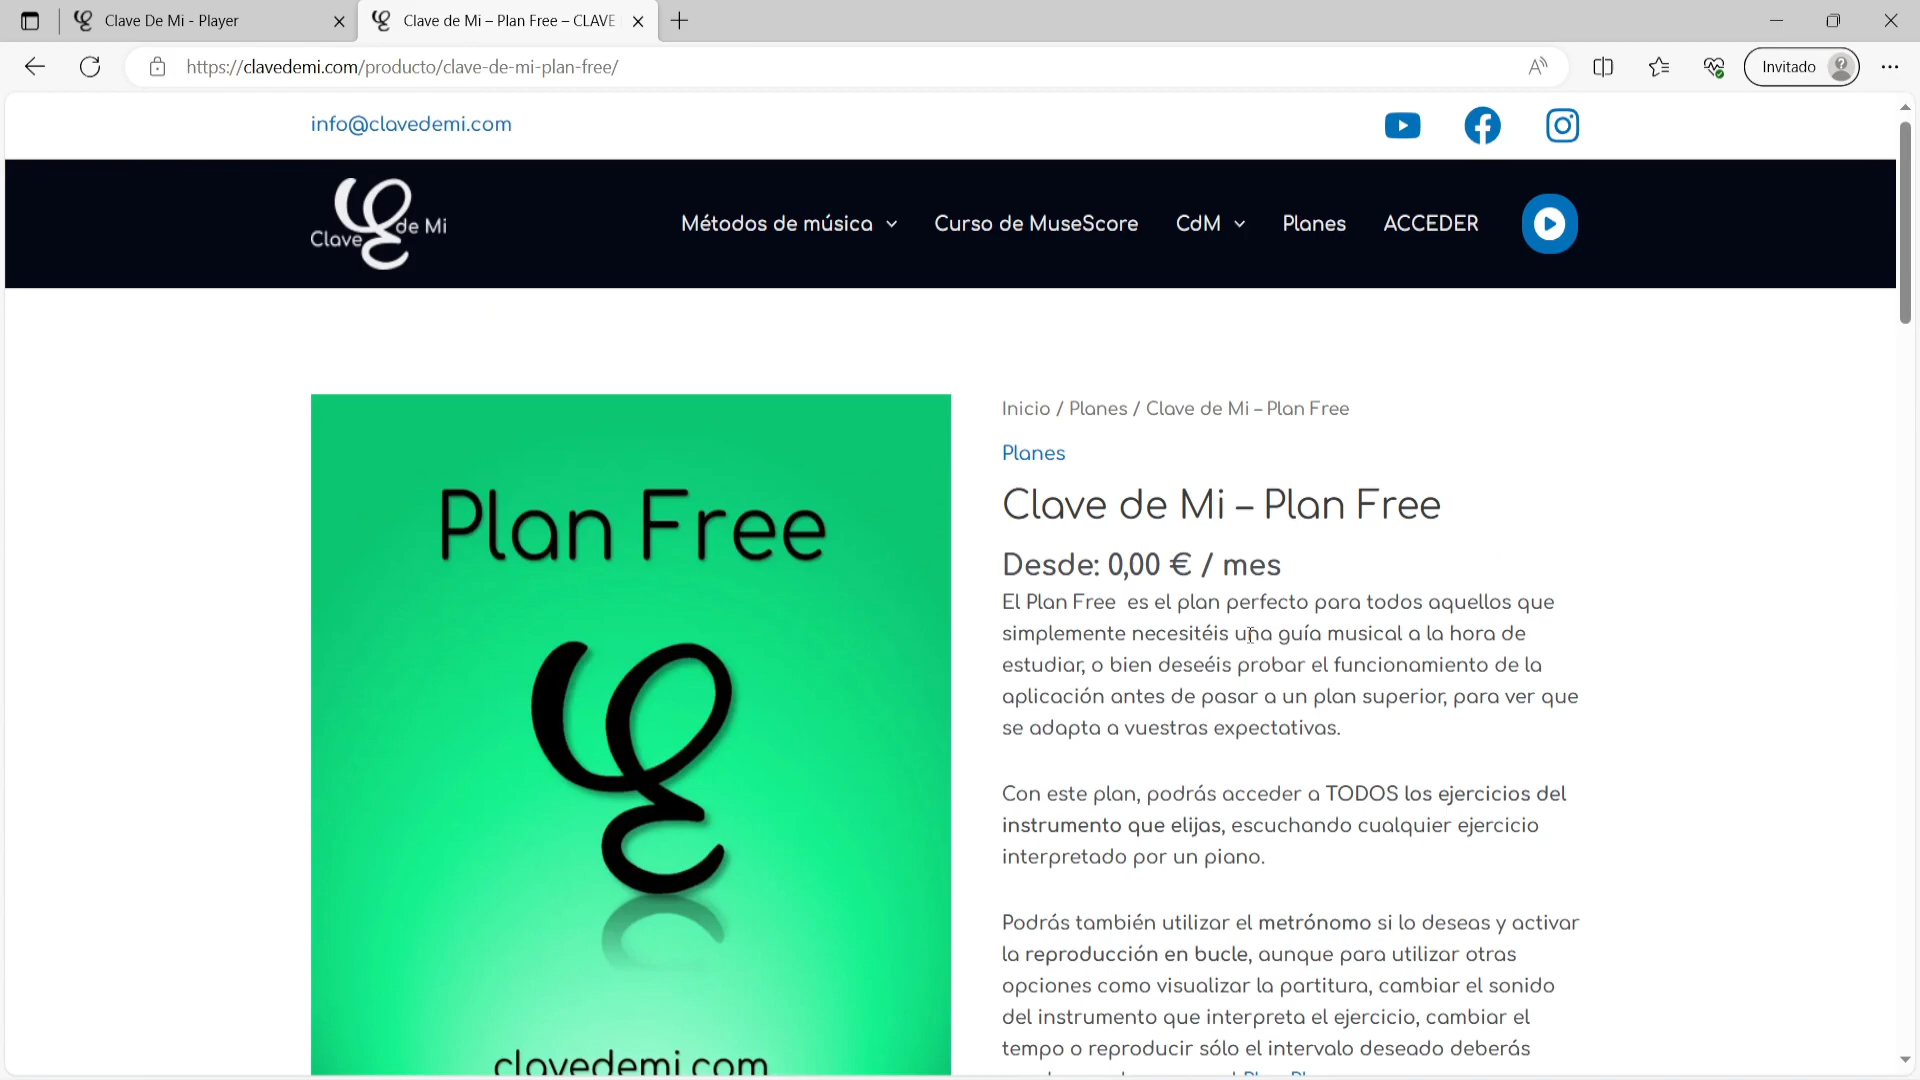 Clave De Mi - Player
Clave de Mi – Plan Free – CLAVE
https://clavedemi.com/producto/clave-de-mi-plan-free/
Invitado
info@clavedemi.com
Clave de Mi
Métodos de música
Curso de MuseScore
CdM
Planes
ACCEDER
Plan Free
clavedemi.com
Inicio / Planes / Clave de Mi – Plan Free
Planes
Clave de Mi – Plan Free
Desde: 0,00 € / mes
El Plan Free es el plan perfecto para todos aquellos que
simplemente necesitéis una guía musical a la hora de
estudiar, o bien deseéis probar el funcionamiento de la
aplicación antes de pasar a un plan superior, para ver que
se adapta a vuestras expectativas.
Con este plan, podrás acceder a TODOS los ejercicios del
instrumento que elijas, escuchando cualquier ejercicio
interpretado por un piano.
Podrás también utilizar el metrónomo si lo deseas y activar
la reproducción en bucle, aunque para utilizar otras
opciones como visualizar la partitura, cambiar el sonido
del instrumento que interpreta el ejercicio, cambiar el
tempo o reproducir sólo el intervalo deseado deberás